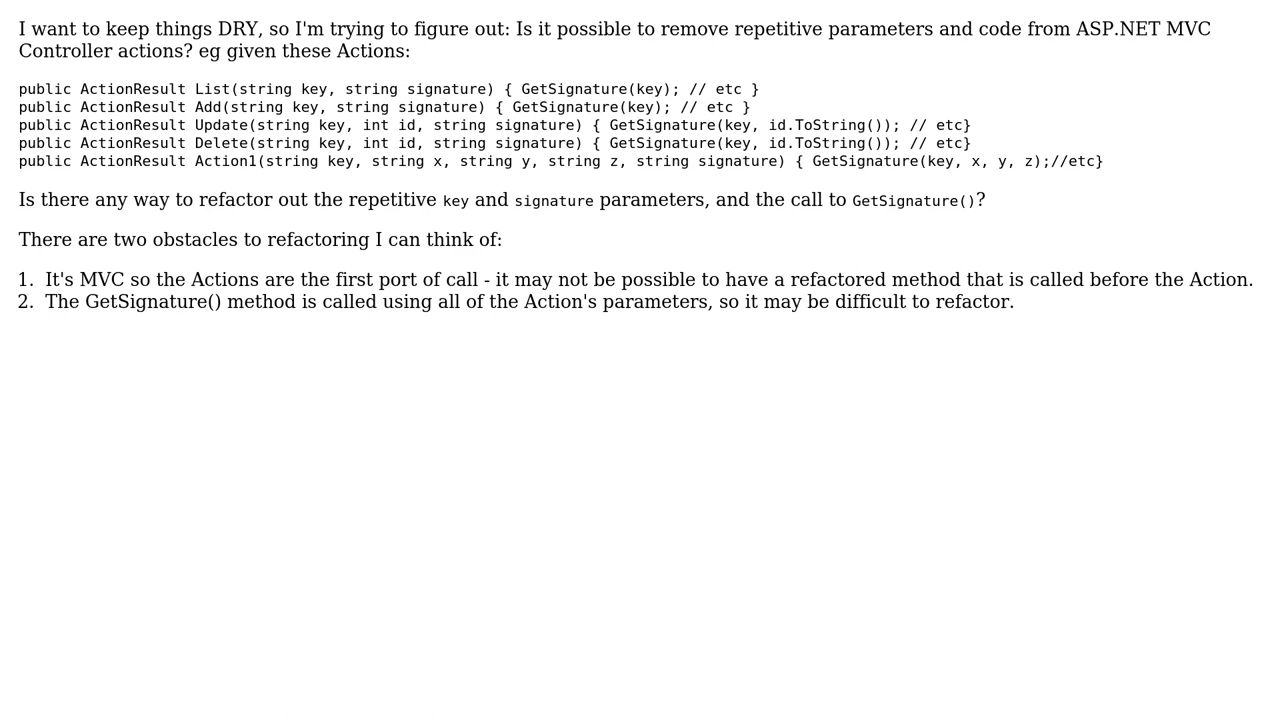 I want to keep things DRY, so I'm trying to figure out: Is it possible to remove repetitive parameters and code from ASP.NET MVC
Controller actions? eg given these Actions:
public ActionResult List(string key, string signature) { GetSignature(key); // etc }
public ActionResult Add(string key, string signature) { GetSignature(key); // etc }
public ActionResult Update(string key, int id, string signature) { GetSignature(key, id.ToString()); // etc}
public ActionResult Delete(string key, int id, string signature) { GetSignature(key, id.ToString()); // etc}
public ActionResult Action1(string key, string x, string y, string z, string signature) { GetSignature(key, x, y, z);//etc}
Is there any way to refactor out the repetitive key and signature parameters, and the call to GetSignature()?
There are two obstacles to refactoring I can think of:
1. It's MVC so the Actions are the first port of call - it may not be possible to have a refactored method that is called before the Action.
2. The GetSignature() method is called using all of the Action's parameters, so it may be difficult to refactor.